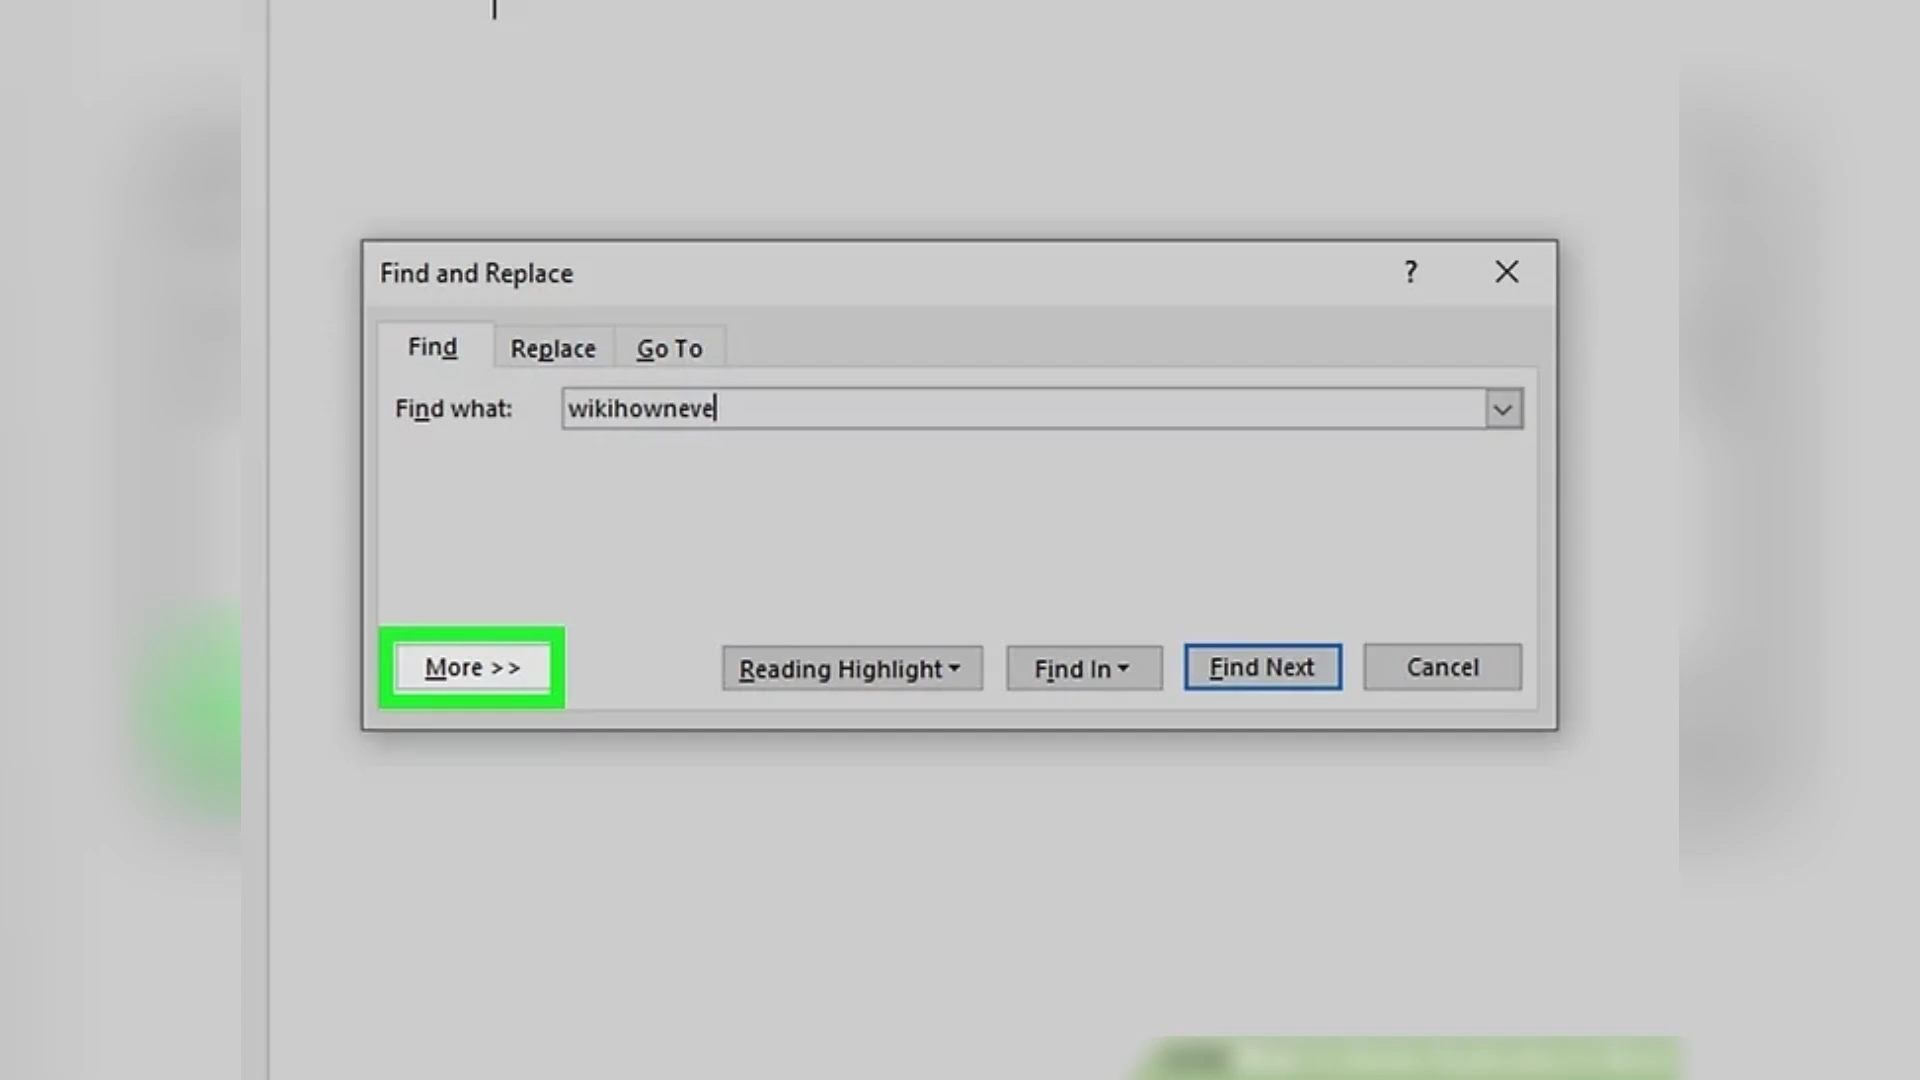 Find and Replace ?
Find Replace Go To
Find what: wikihowneve
More >> Reading Highlight Find In Find Next Cancel